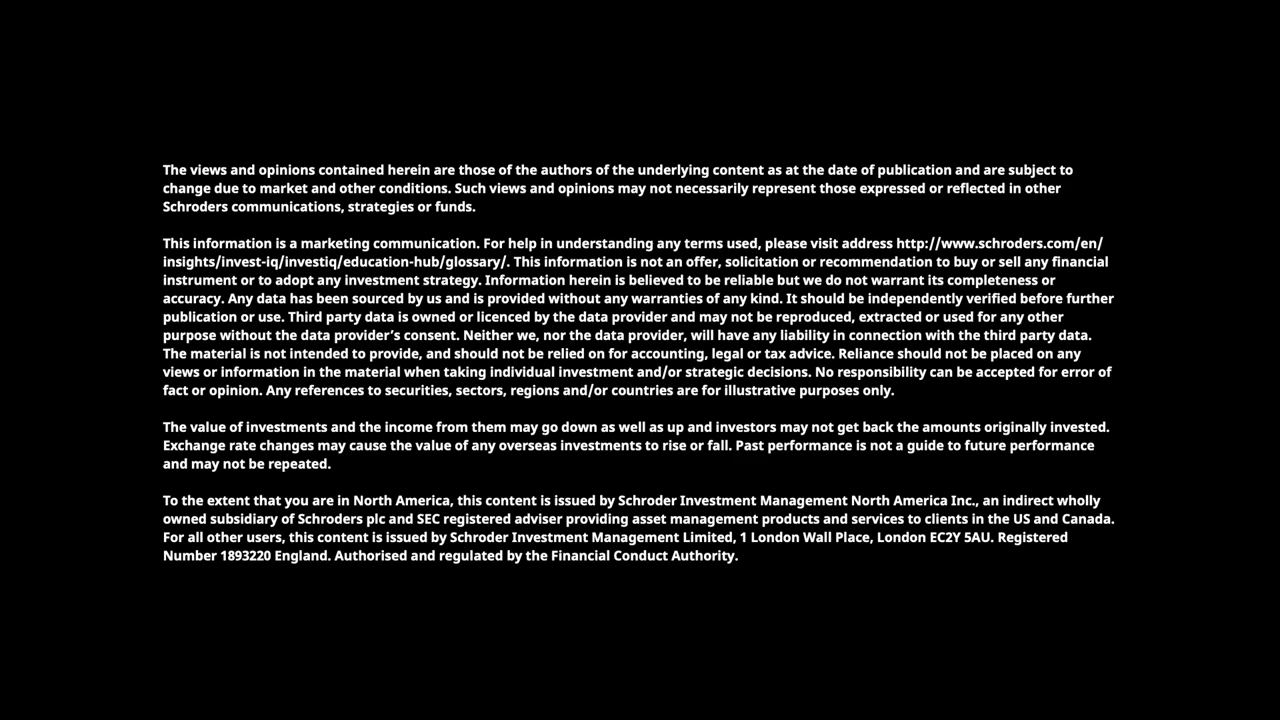 The views and opinions contained herein are those of the authors of the underlying content as at the date of publication and are subject to
change due to market and other conditions. Such views and opinions may not necessarily represent those expressed or reflected in other
Schroders communications, strategies or funds.
This information is a marketing communication. For help in understanding any terms used, please visit address http://www.schroders.com/en/
insights/invest-iq/investiq/education-hub/glossary/. This information is not an offer, solicitation or recommendation to buy or sell any financial
instrument or to adopt any investment strategy. Information herein is believed to be reliable but we do not warrant its completeness or
accuracy. Any data has been sourced by us and is provided without any warranties of any kind. It should be independently verified before further
publication or use. Third party data is owned or licenced by the data provider and may not be reproduced, extracted or used for any other
purpose without the data provider’s consent. Neither we, nor the data provider, will have any liability in connection with the third party data.
The material is not intended to provide, and should not be relied on for accounting, legal or tax advice. Reliance should not be placed on any
views or information in the material when taking individual investment and/or strategic decisions. No responsibility can be accepted for error of
fact or opinion. Any references to securities, sectors, regions and/or countries are for illustrative purposes only.
The value of investments and the income from them may go down as well as up and investors may not get back the amounts originally invested.
Exchange rate changes may cause the value of any overseas investments to rise or fall. Past performance is not a guide to future performance
and may not be repeated.
To the extent that you are in North America, this content is issued by Schroder Investment Management North America Inc., an indirect wholly
owned subsidiary of Schroders plc and SEC registered adviser providing asset management products and services to clients in the US and Canada.
For all other users, this content is issued by Schroder Investment Management Limited, 1 London Wall Place, London EC2Y 5AU. Registered
Number 1893220 England. Authorised and regulated by the Financial Conduct Authority.